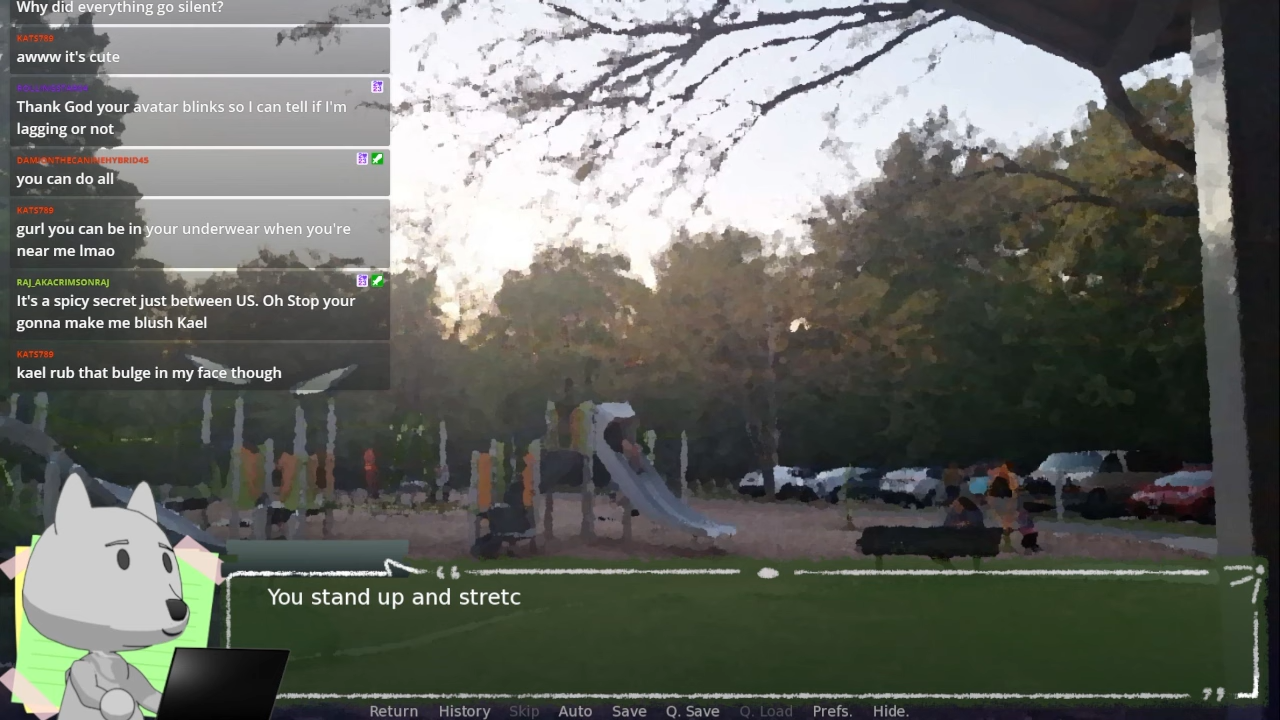 Why did everything go silent?
KATS789
awww it's cute
Thank God your avatar blinks so I can tell if I'm
lagging or not
DAMIONTHECANINEHYBRID45
you can do all
KATS789
gurl you can be in your underwear when you're
near me lmao
RAJ_AKACRIMSONRAJ
It's a spicy secret just between US. Oh Stop your
gonna make me blush Kael
KATS789
kael rub that bulge in my face though
You stand up and stretc
Return History Skip Auto Save Q. Save Q. Load Prefs. Hide.